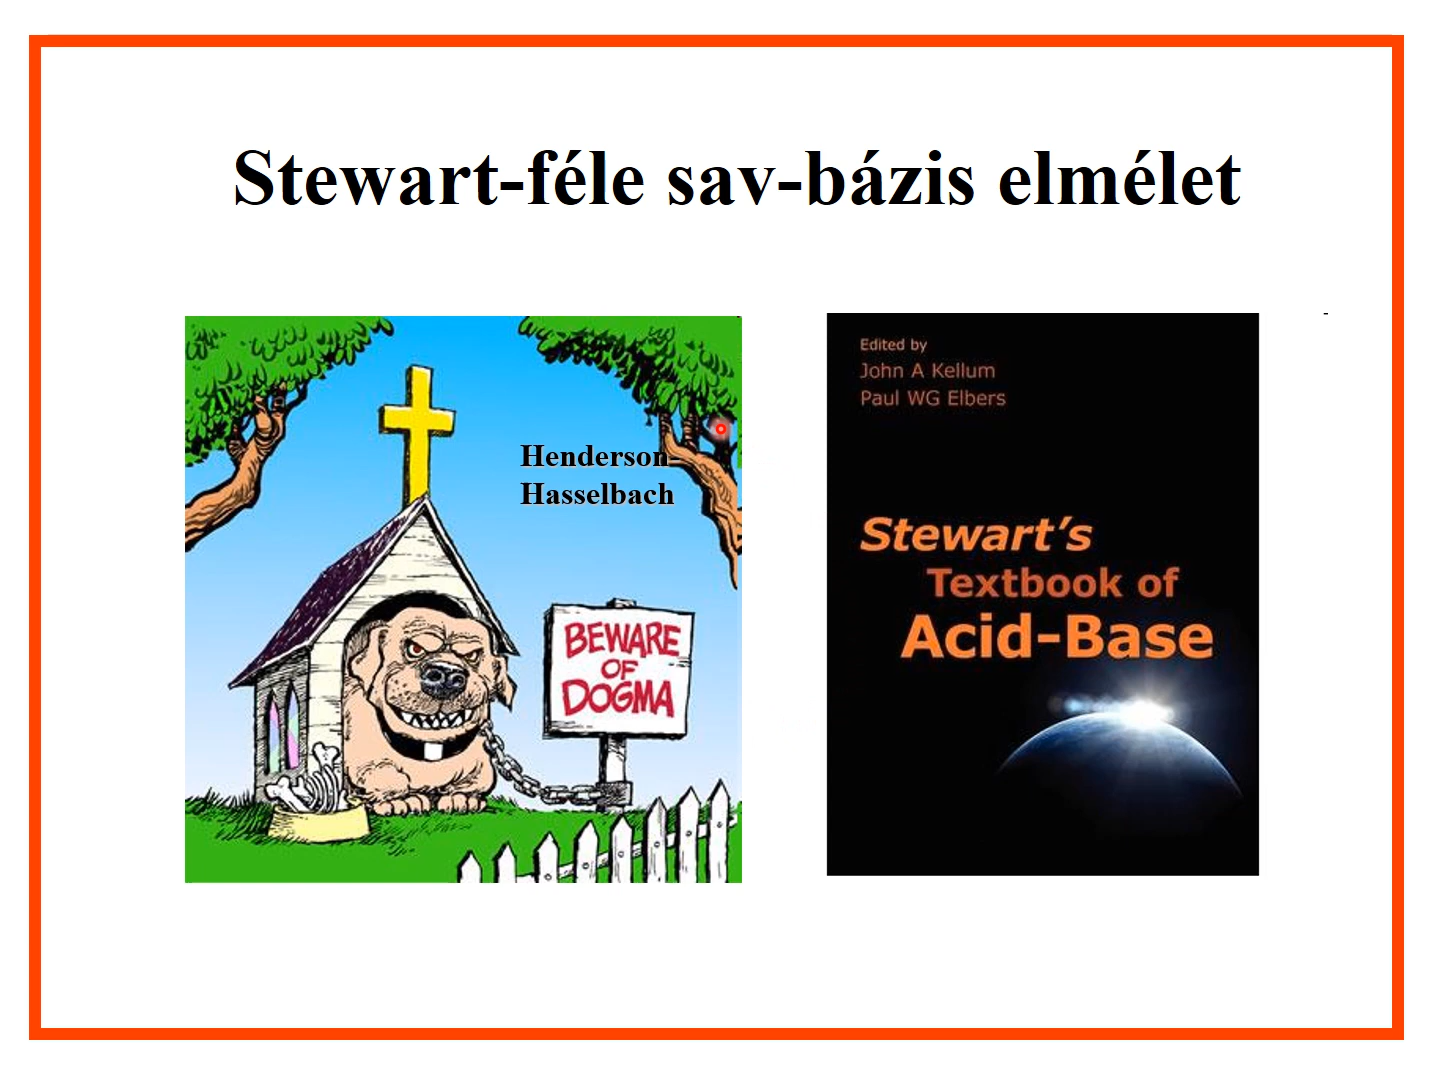 Stewart-féle sav-bázis elmélet
Henderson-
Hasselbach
BEWARE
OF
DOGMA
Edited by
John A Kellum
Paul WG Elbers
Stewart's
Textbook of
Acid-Base